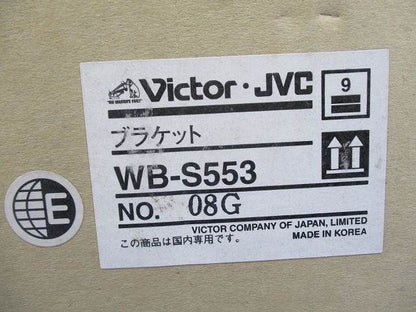 "HIS MASTER'S VOICE"
Victor・JVC
9
ブラケット
WB-S553
NO. 08G
VICTOR COMPANY OF JAPAN, LIMITED
この商品は国内専用です。 MADE IN KOREA
E